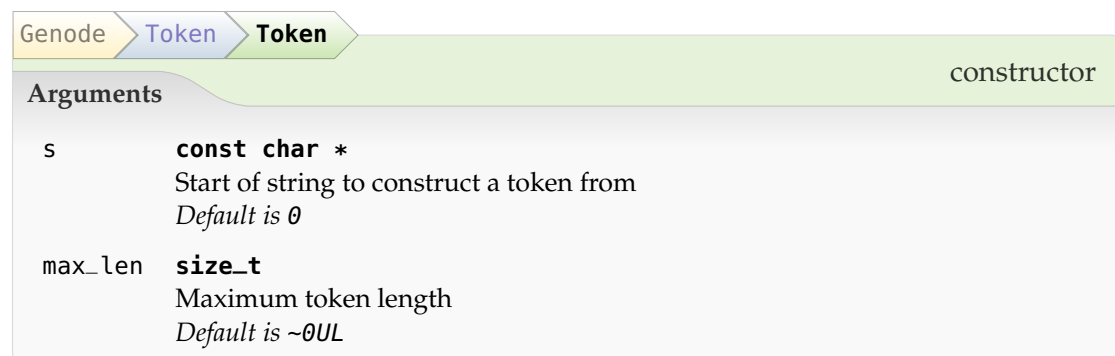 Genode Token Token
constructor
Arguments
s const char *
Start of string to construct a token from
Default is 0
max_len size_t
Maximum token length
Default is ~0UL